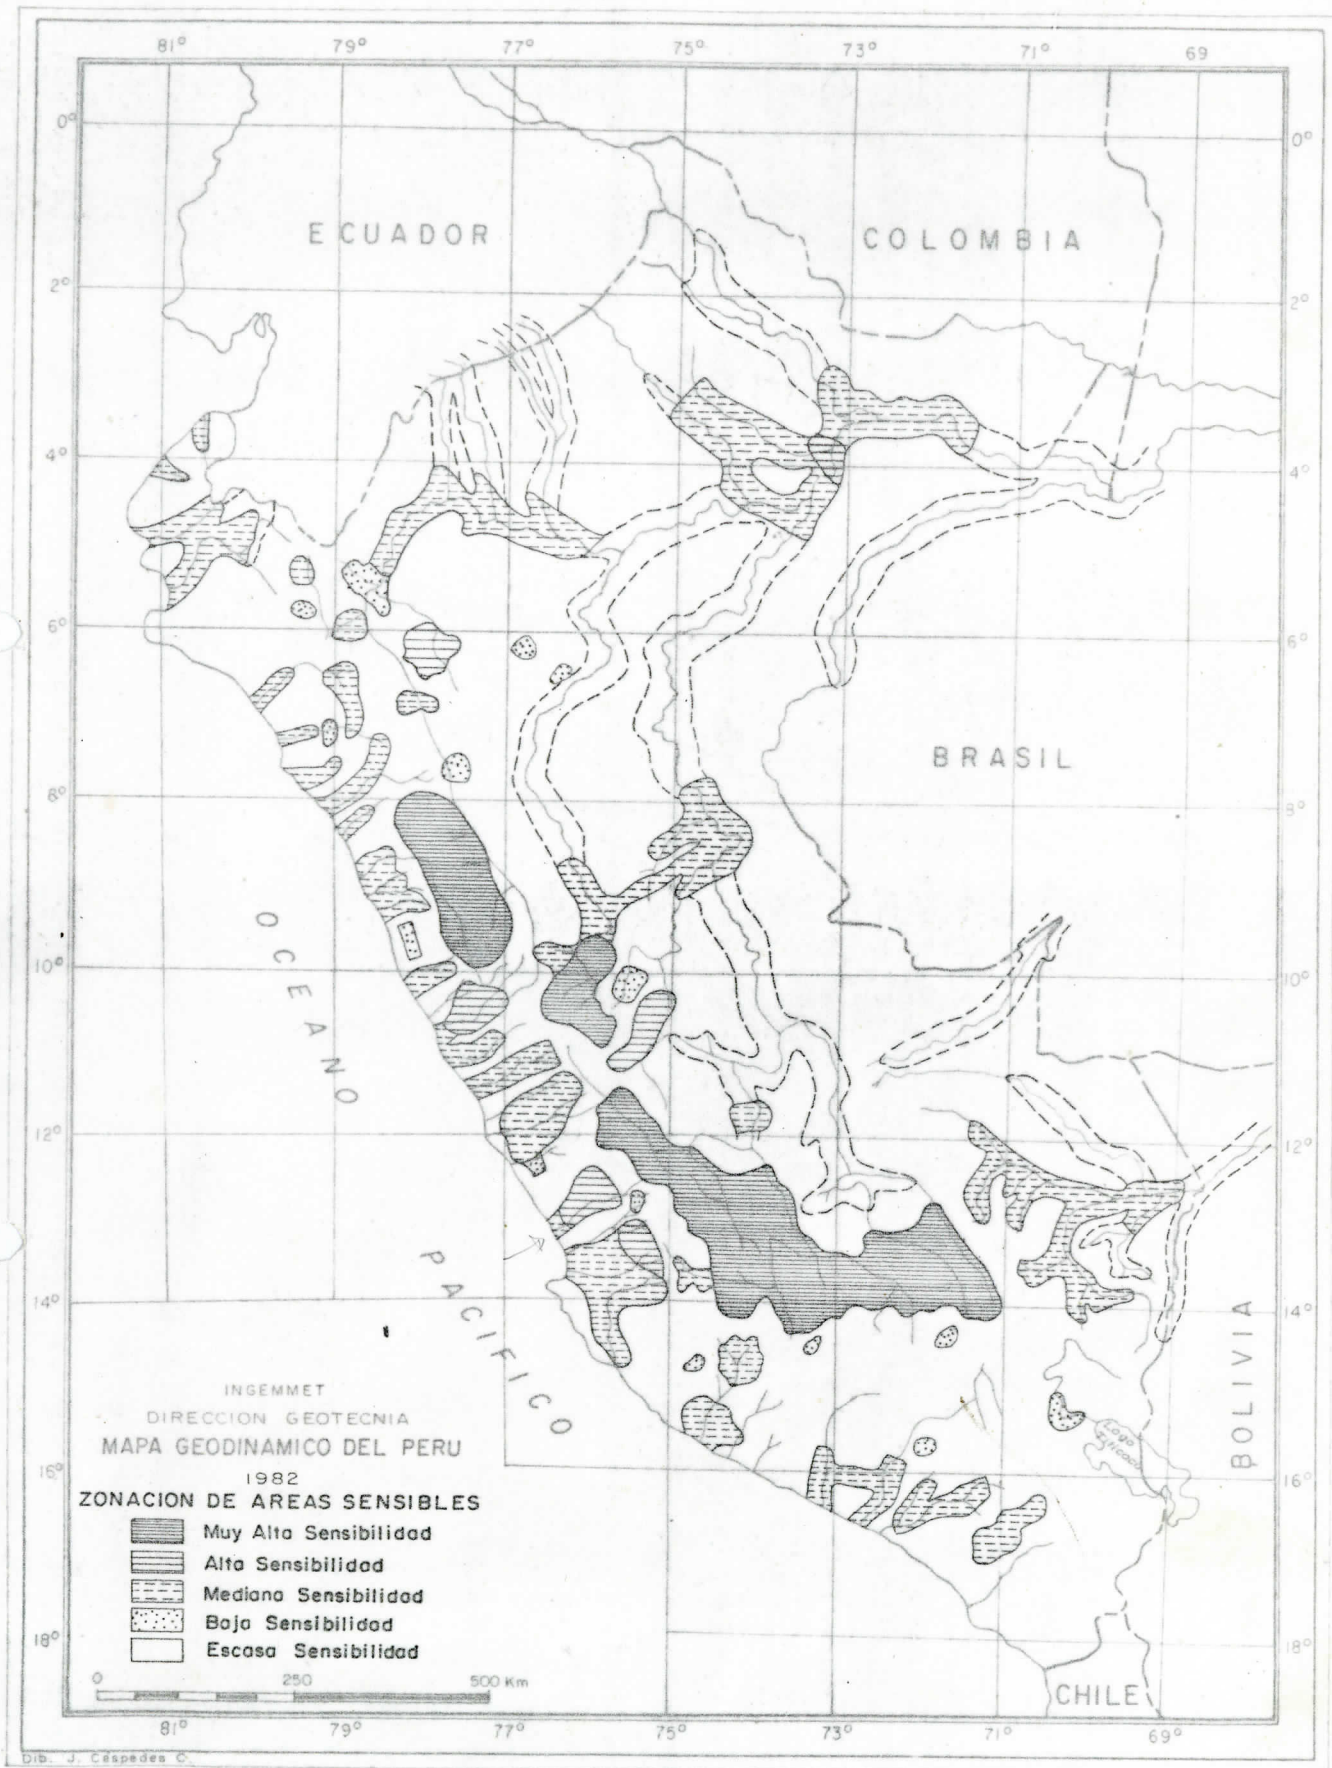 81° 79° 77° 75° 73° 71° 69
0° 0°
ECUADOR
COLOMBIA
2° 2°
4° 4°
6° 6°
BRASIL
8° 8°
OCEANO
10° 10°
12° 12°
PACIFICO
14° 14°
BOLIVIA
Lago
Titicaca
INGEMMET
DIRECCION GEOTECNIA
MAPA GEODINAMICO DEL PERU
1982
16° 16°
ZONACION DE AREAS SENSIBLES
Muy Alta Sensibilidad
Alta Sensibilidad
Mediana Sensibilidad
Baja Sensibilidad
Escasa Sensibilidad
18° 18°
0 250 500 Km
CHILE
81° 79° 77° 75° 73° 71° 69°
Dib. J. Céspedes C.